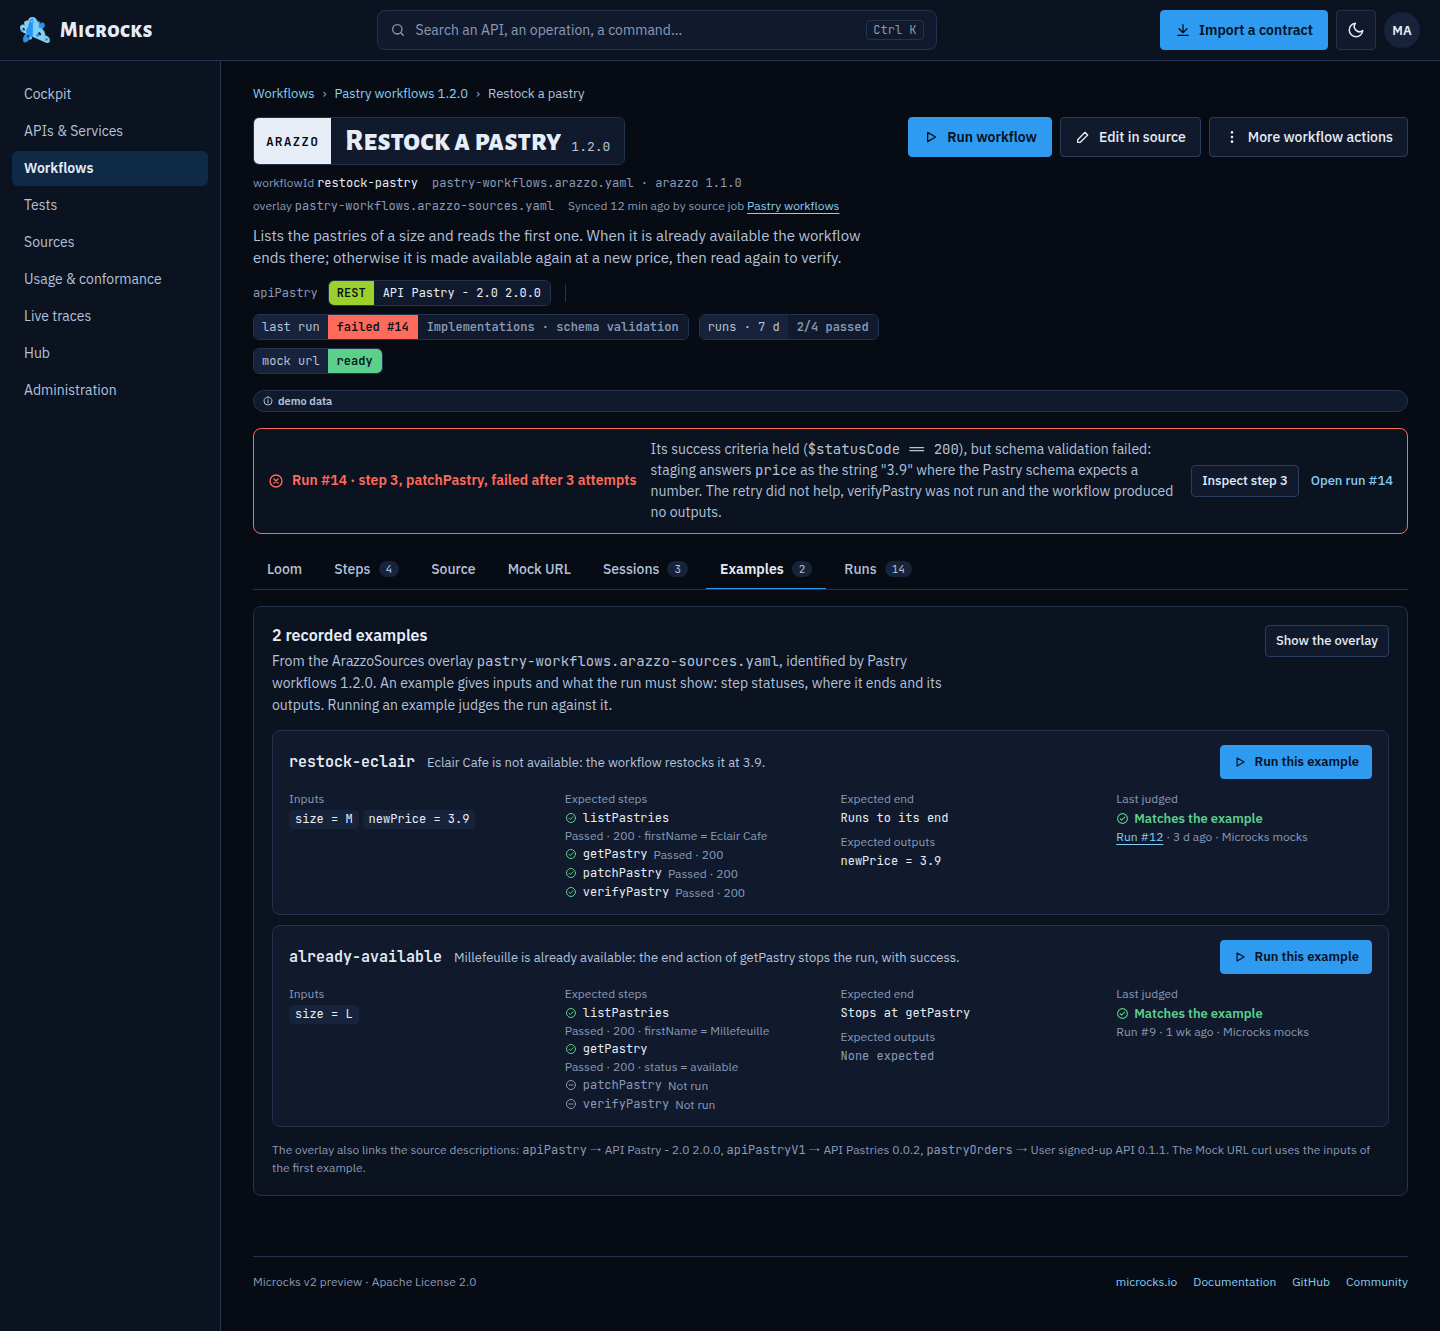 Microcks
Search an API, an operation, a command...
Ctrl K
Import a contract
MA
Cockpit
APIs & Services
Workflows
Tests
Sources
Usage & conformance
Live traces
Hub
Administration
Workflows › Pastry workflows 1.2.0 › Restock a pastry
ARAZZO Restock a pastry 1.2.0
Run workflow
Edit in source
More workflow actions
workflowId restock-pastry pastry-workflows.arazzo.yaml · arazzo 1.1.0
overlay pastry-workflows.arazzo-sources.yaml Synced 12 min ago by source job Pastry workflows
Lists the pastries of a size and reads the first one. When it is already available the workflow
ends there; otherwise it is made available again at a new price, then read again to verify.
apiPastry REST API Pastry - 2.0 2.0.0
last run failed #14 Implementations · schema validation runs · 7 d 2/4 passed
mock url ready
demo data
Run #14 · step 3, patchPastry, failed after 3 attempts
Its success criteria held ($statusCode == 200), but schema validation failed:
staging answers price as the string "3.9" where the Pastry schema expects a
number. The retry did not help, verifyPastry was not run and the workflow produced
no outputs.
Inspect step 3
Open run #14
Loom Steps 4 Source Mock URL Sessions 3 Examples 2 Runs 14
2 recorded examples
Show the overlay
From the ArazzoSources overlay pastry-workflows.arazzo-sources.yaml, identified by Pastry
workflows 1.2.0. An example gives inputs and what the run must show: step statuses, where it ends and its
outputs. Running an example judges the run against it.
restock-eclair Eclair Cafe is not available: the workflow restocks it at 3.9.
Run this example
Inputs
size = M newPrice = 3.9
Expected steps
listPastries
Passed · 200 · firstName = Eclair Cafe
getPastry Passed · 200
patchPastry Passed · 200
verifyPastry Passed · 200
Expected end
Runs to its end
Expected outputs
newPrice = 3.9
Last judged
Matches the example
Run #12 · 3 d ago · Microcks mocks
already-available Millefeuille is already available: the end action of getPastry stops the run, with success.
Run this example
Inputs
size = L
Expected steps
listPastries
Passed · 200 · firstName = Millefeuille
getPastry
Passed · 200 · status = available
patchPastry Not run
verifyPastry Not run
Expected end
Stops at getPastry
Expected outputs
None expected
Last judged
Matches the example
Run #9 · 1 wk ago · Microcks mocks
The overlay also links the source descriptions: apiPastry → API Pastry - 2.0 2.0.0, apiPastryV1 → API Pastries 0.0.2, pastryOrders → User signed-up API 0.1.1. The Mock URL curl uses the inputs of
the first example.
Microcks v2 preview · Apache License 2.0
microcks.io Documentation GitHub Community